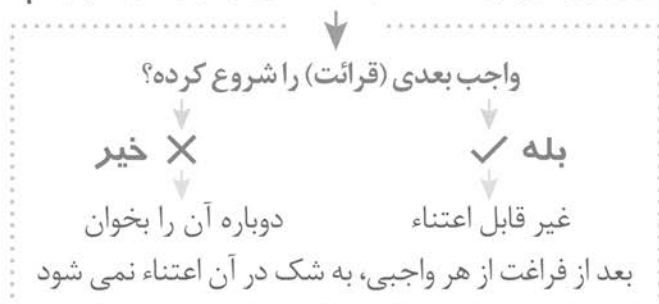 واجب بعدی (قرائت) را شروع کرده؟
بله ✓ خیر ✕
غیر قابل اعتناء دوباره آن را بخوان
بعد از فراغت از هر واجبی، به شک در آن اعتناء نمی شود